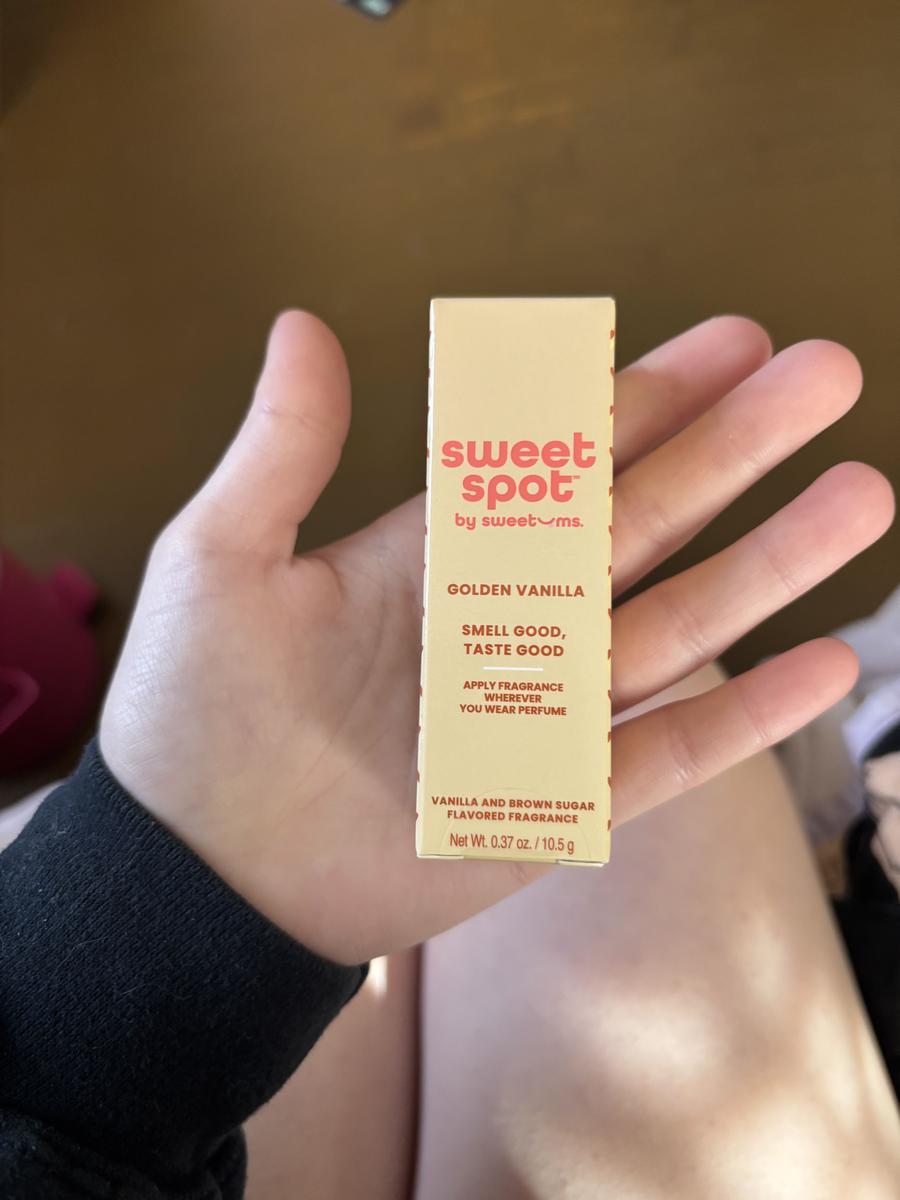 sweet
spot™
by sweetums.
GOLDEN VANILLA
SMELL GOOD,
TASTE GOOD
APPLY FRAGRANCE
WHEREVER
YOU WEAR PERFUME
VANILLA AND BROWN SUGAR
FLAVORED FRAGRANCE
Net Wt. 0.37 oz. / 10.5 g